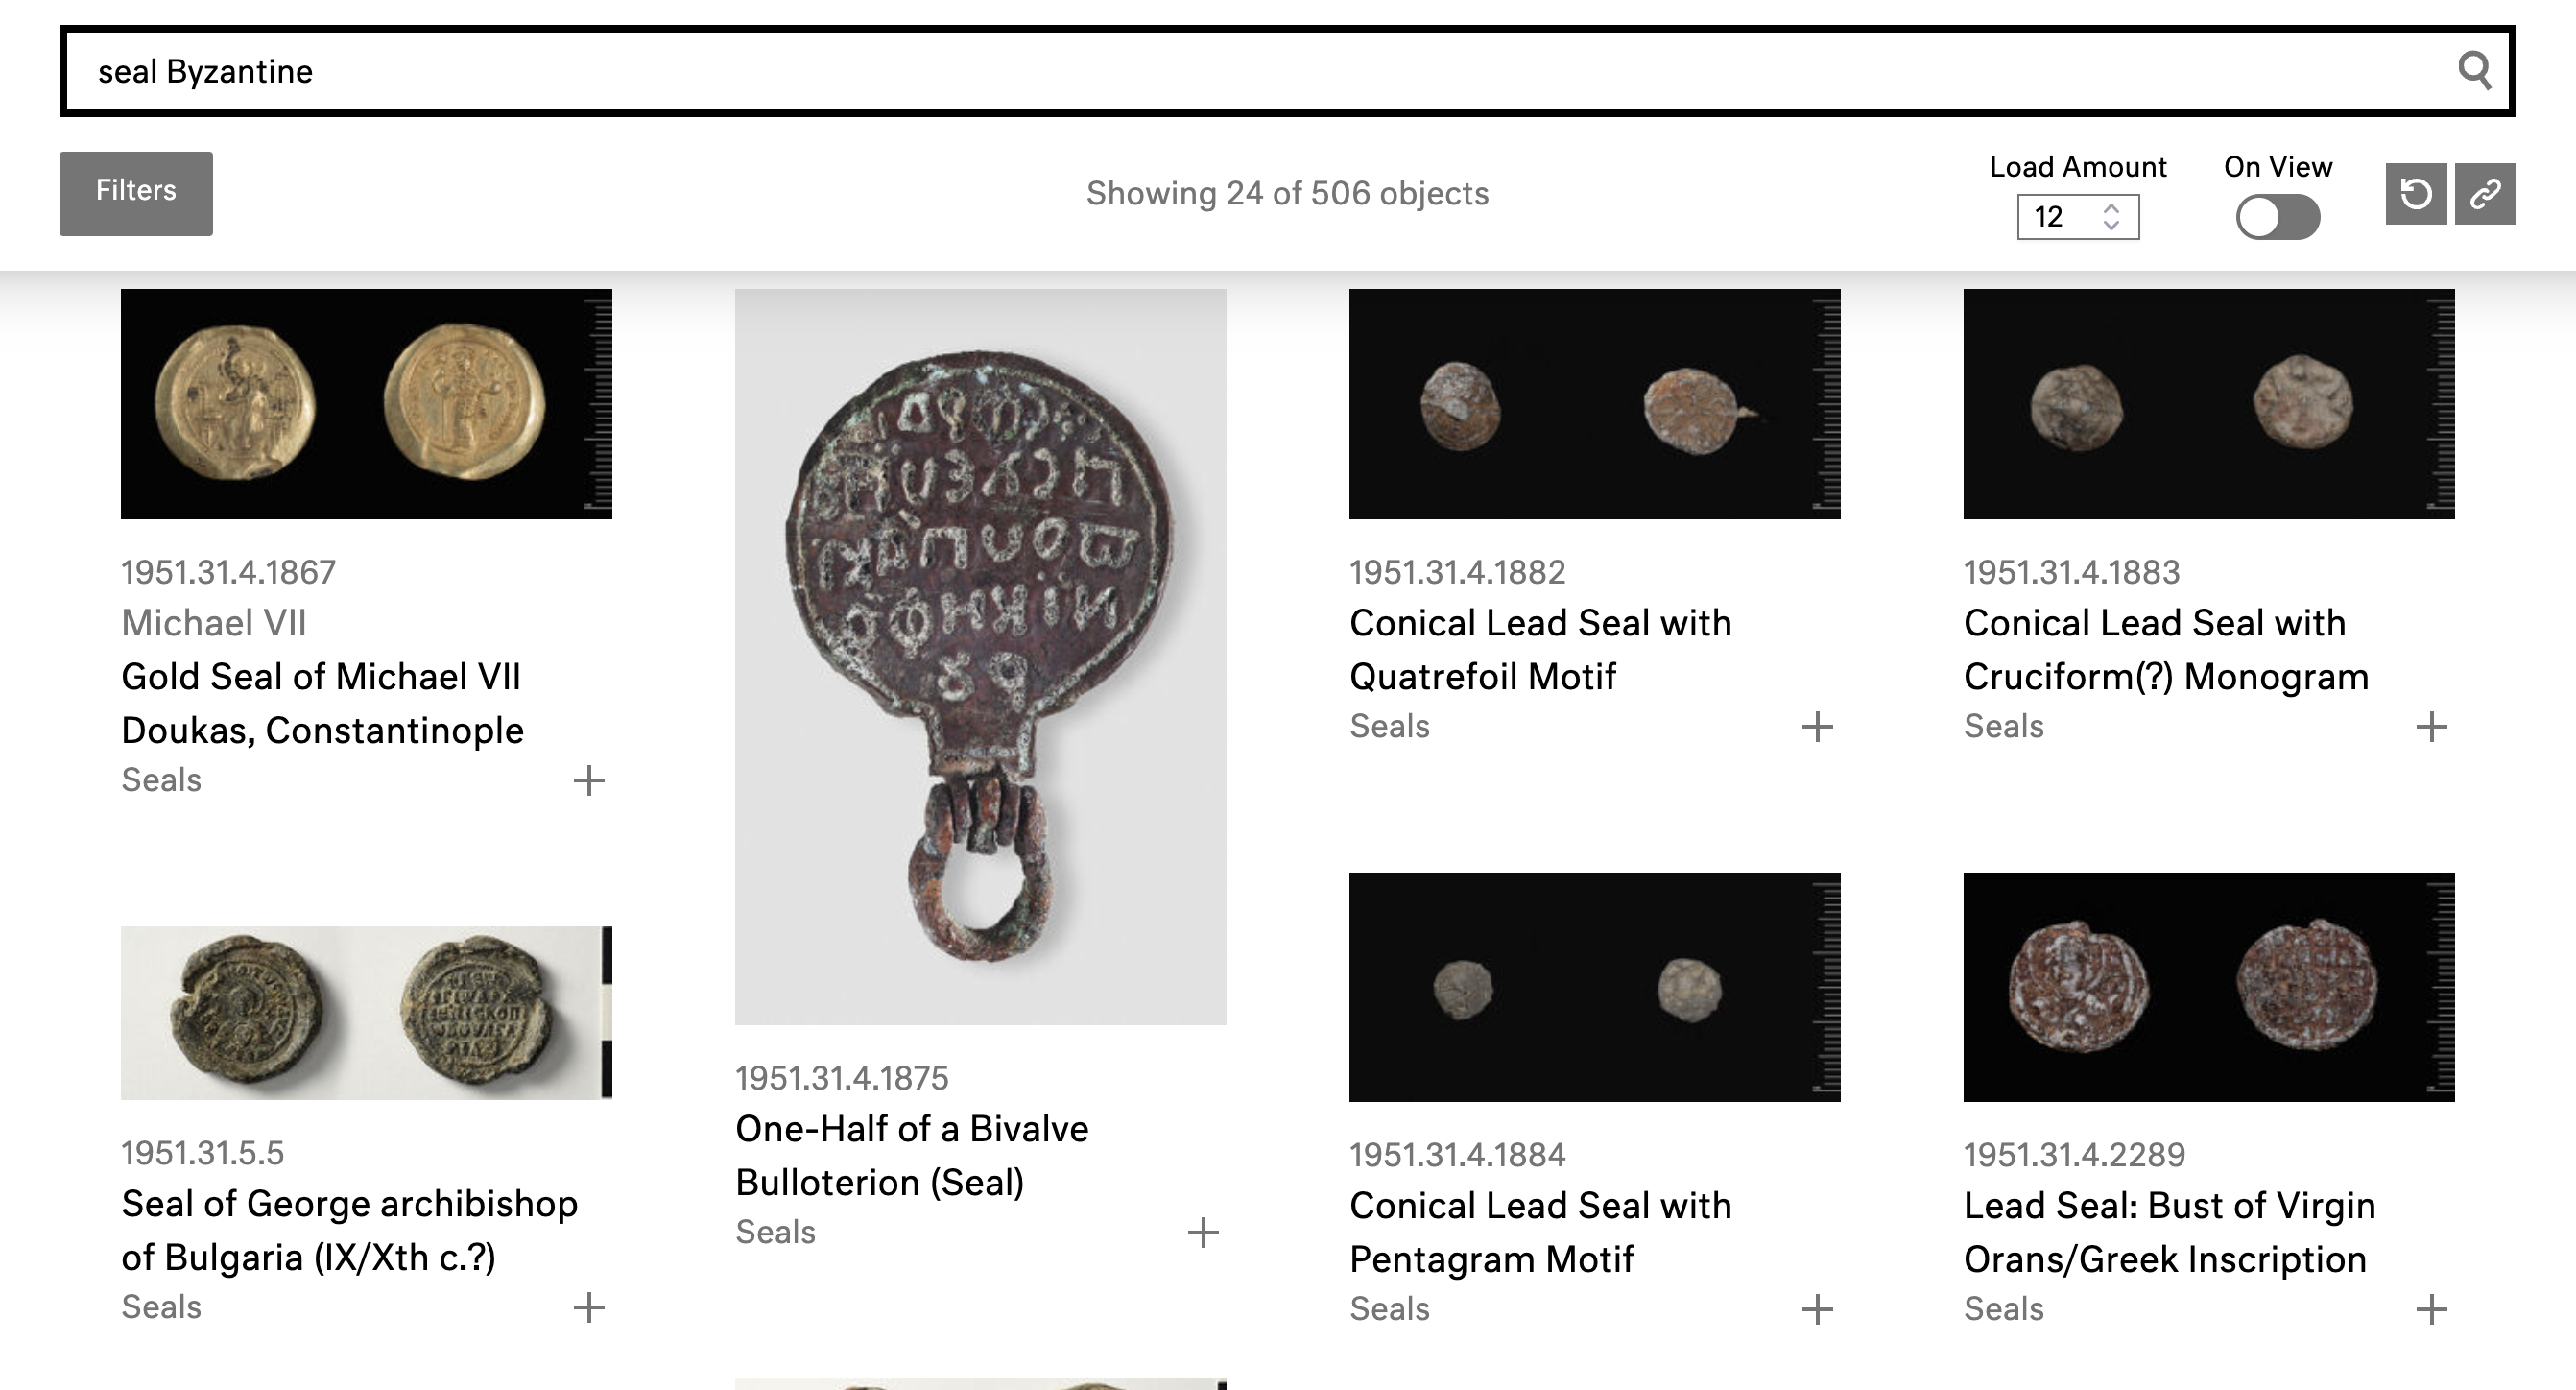 seal Byzantine
Filters
Showing 24 of 506 objects
Load Amount
12
On View
1951.31.4.1867
Michael VII
Gold Seal of Michael VII
Doukas, Constantinople
Seals
1951.31.5.5
Seal of George archibishop
of Bulgaria (IX/Xth c.?)
Seals
1951.31.4.1875
One-Half of a Bivalve
Bulloterion (Seal)
Seals
1951.31.4.1882
Conical Lead Seal with
Quatrefoil Motif
Seals
1951.31.4.1884
Conical Lead Seal with
Pentagram Motif
Seals
1951.31.4.1883
Conical Lead Seal with
Cruciform(?) Monogram
Seals
1951.31.4.2289
Lead Seal: Bust of Virgin
Orans/Greek Inscription
Seals